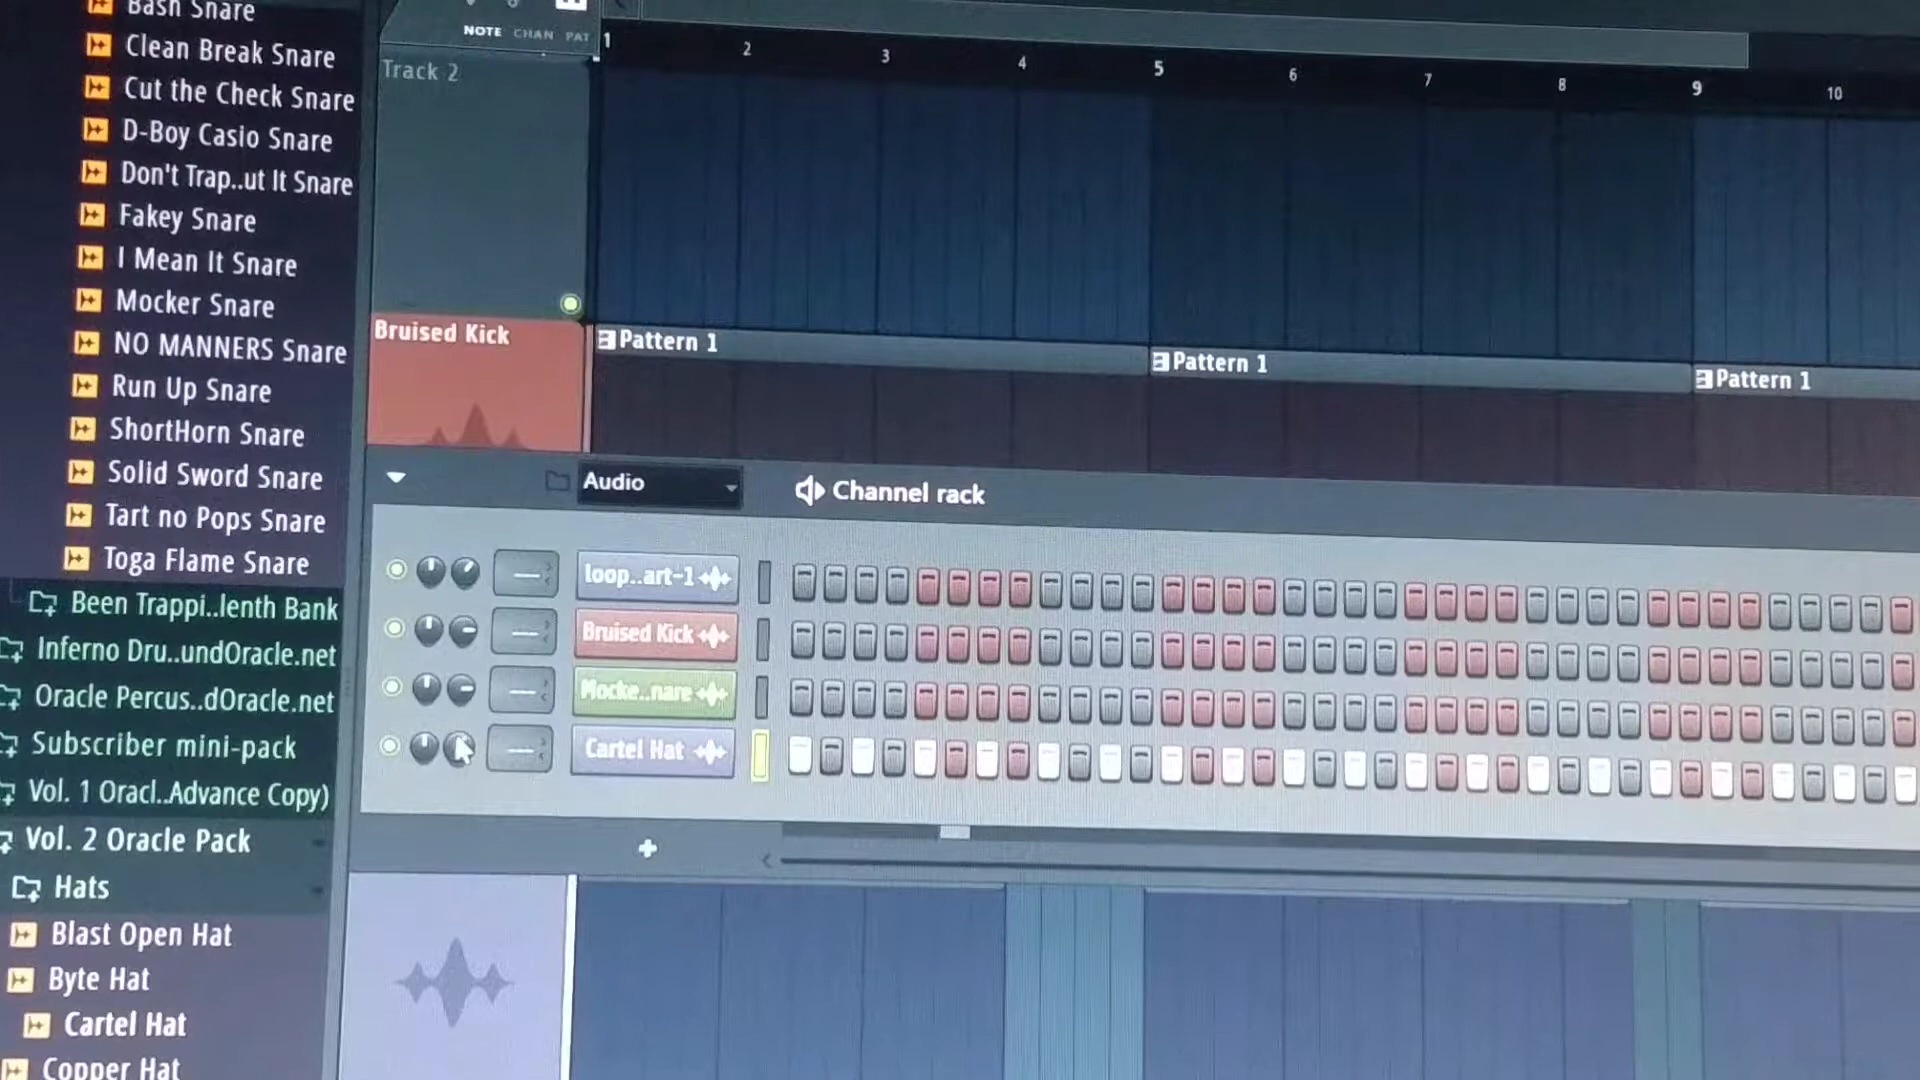 Bash Snare
Clean Break Snare
Cut the Check Snare
D-Boy Casio Snare
Don't Trap..ut It Snare
Fakey Snare
I Mean It Snare
Mocker Snare
NO MANNERS Snare
Run Up Snare
ShortHorn Snare
Solid Sword Snare
Tart no Pops Snare
Toga Flame Snare
Been Trappi..lenth Bank
Inferno Dru..undOracle.net
Oracle Percus..dOracle.net
Subscriber mini-pack
Vol. 1 Oracl..Advance Copy)
Vol. 2 Oracle Pack
Hats
Blast Open Hat
Byte Hat
Cartel Hat
Copper Hat
NOTE CHAN PAT
1 2 3 4 5 6 7 8 9 10
Track 2
Bruised Kick
Pattern 1 Pattern 1 Pattern 1
Audio
Channel rack
loop..art-1
Bruised Kick
Mocke..nare
Cartel Hat